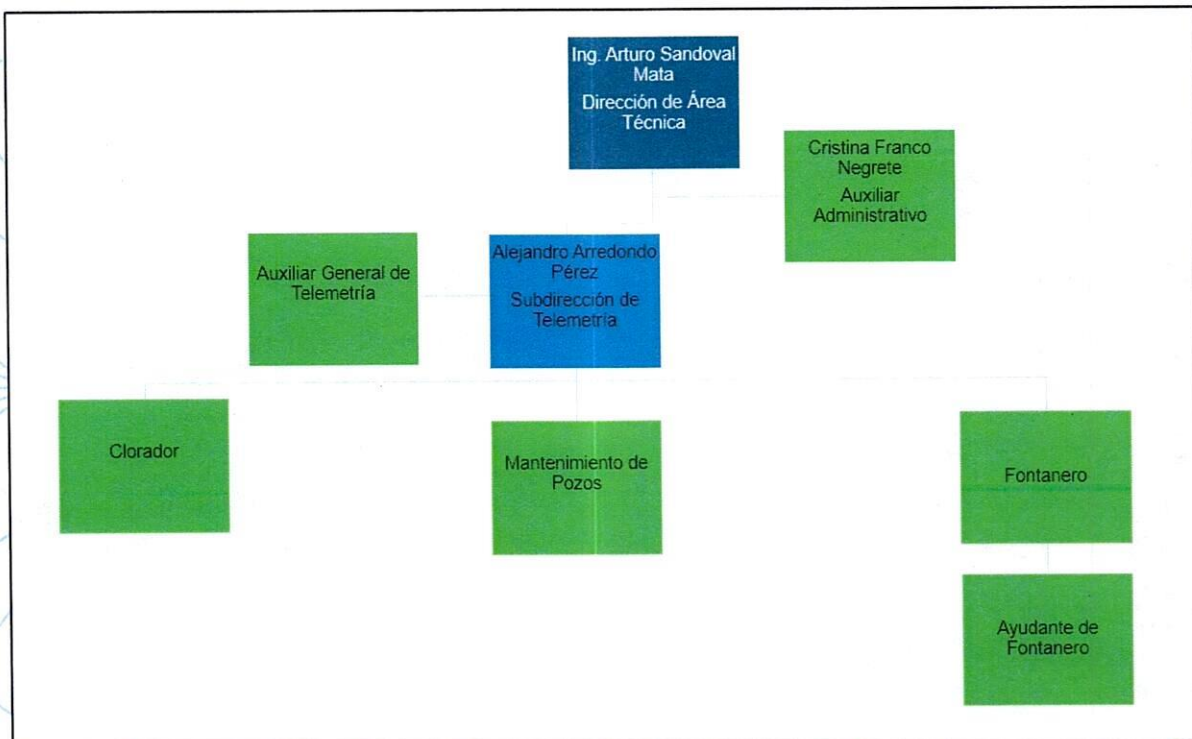 Ing. Arturo Sandoval
Mata
Dirección de Área
Técnica
Cristina Franco
Negrete
Auxiliar
Administrativo
Auxiliar General de
Telemetría
Alejandro Arredondo
Pérez
Subdirección de
Telemetría
Clorador
Mantenimiento de
Pozos
Fontanero
Ayudante de
Fontanero